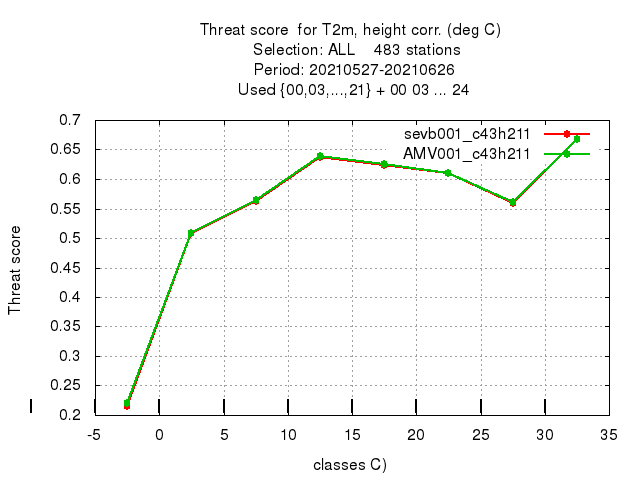 Threat score for T2m, height corr. (deg C)
Selection: ALL 483 stations
Period: 20210527-20210626
Used {00,03,...,21} + 00 03 ... 24
0.7
0.65
0.6
0.55
0.5
0.45
0.4
0.35
0.3
0.25
0.2
Threat score
sevb001_c43h211
AMV001_c43h211
-5 0 5 10 15 20 25 30 35
classes C)